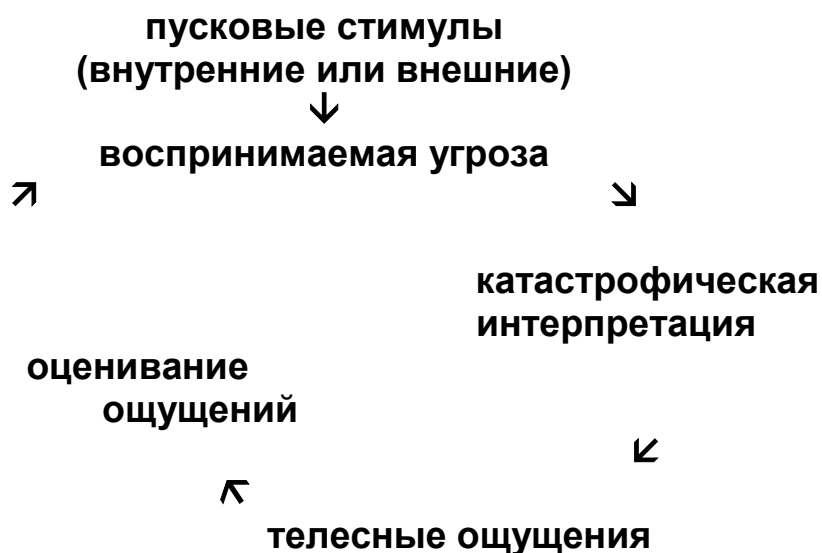 пусковые стимулы
(внутренние или внешние)
воспринимаемая угроза
катастрофическая
интерпретация
оценивание
ощущений
телесные ощущения